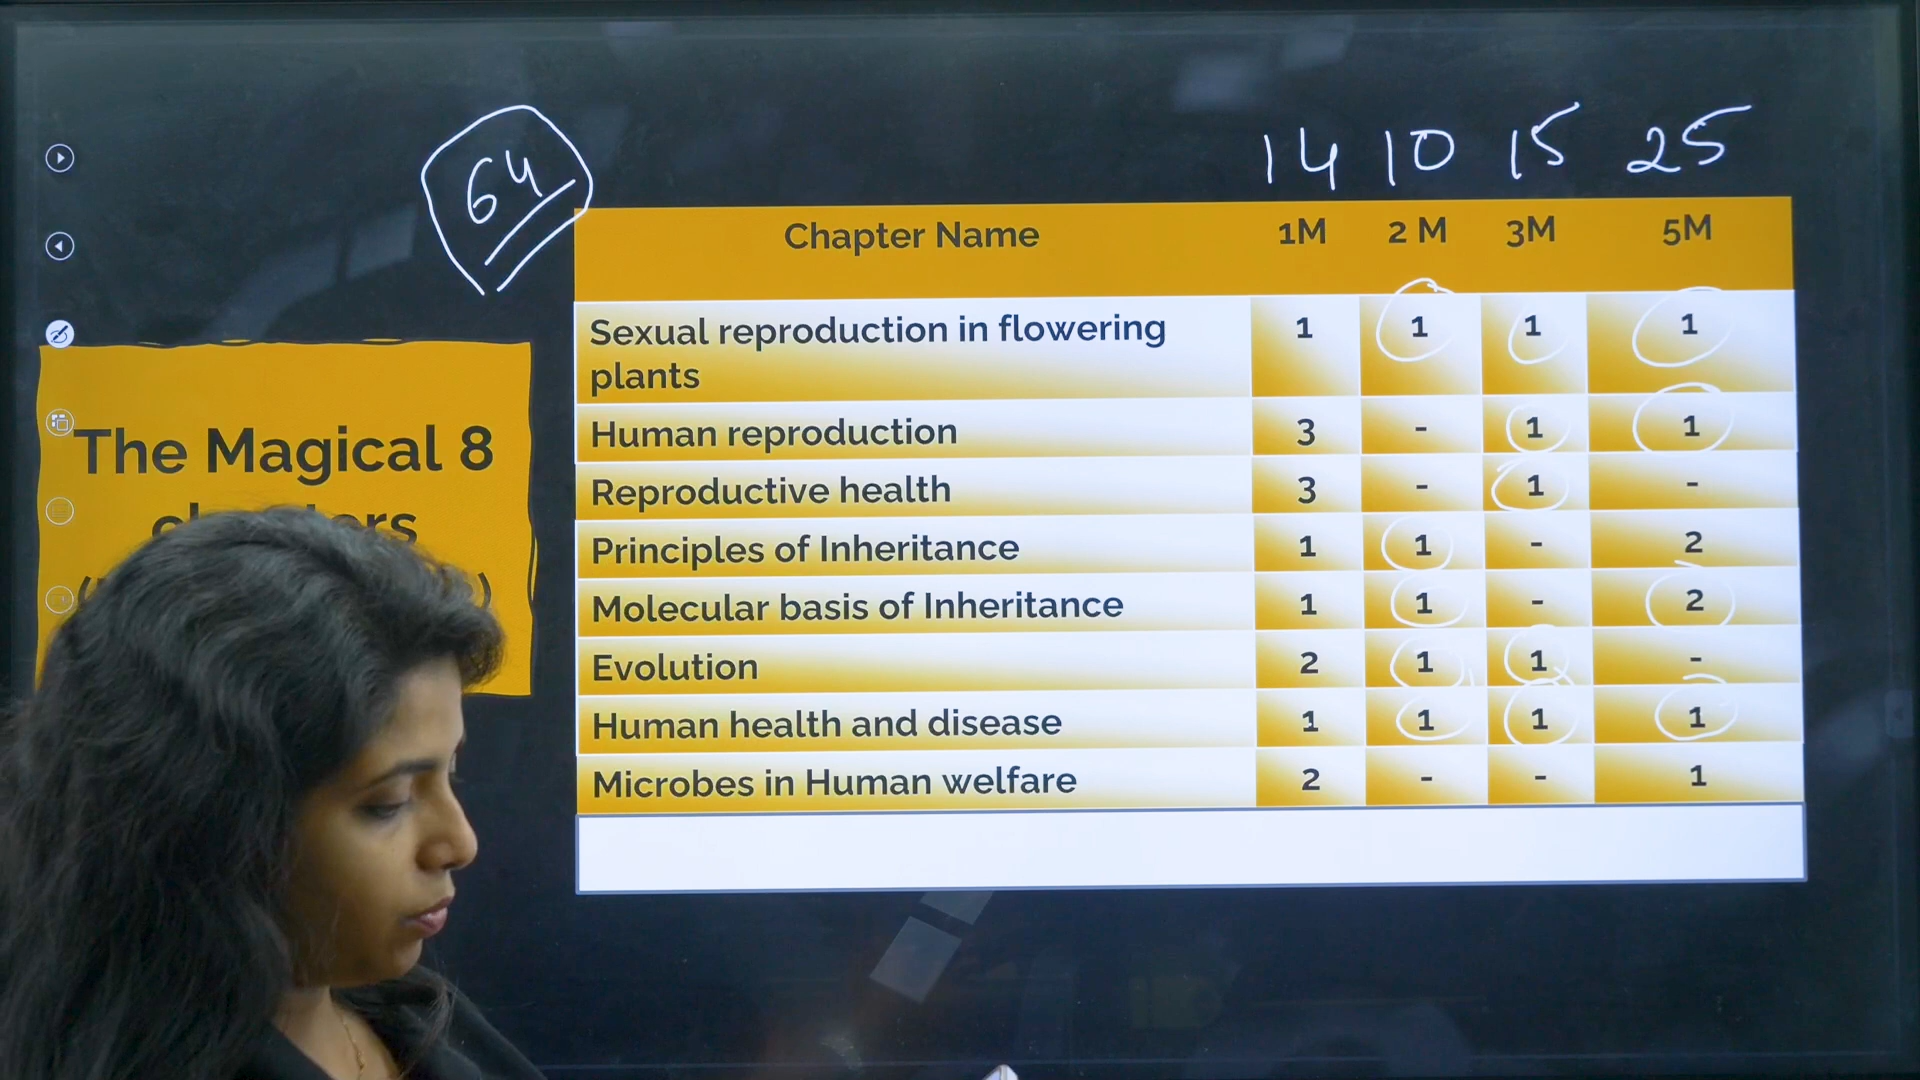 64
14 10 15 25
Chapter Name 1M 2 M 3M 5M
Sexual reproduction in flowering plants 1 1 1 1
Human reproduction 3 - 1 1
Reproductive health 3 - 1 -
Principles of Inheritance 1 1 - 2
Molecular basis of Inheritance 1 1 - 2
Evolution 2 1 1 -
Human health and disease 1 1 1 1
Microbes in Human welfare 2 - - 1
The Magical 8